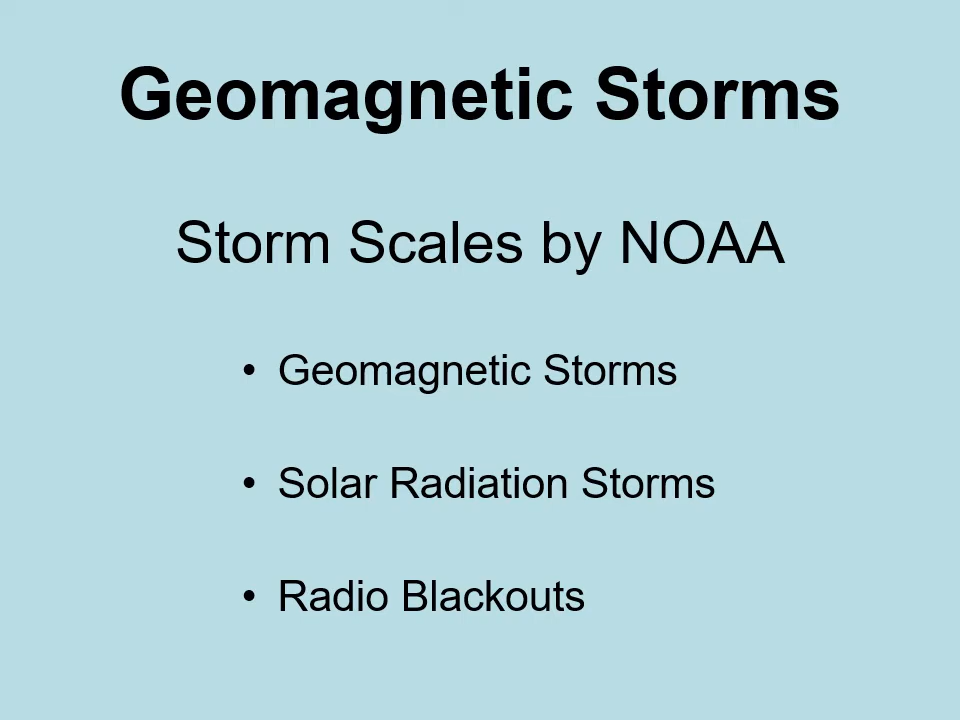 Geomagnetic Storms
Storm Scales by NOAA
• Geomagnetic Storms
• Solar Radiation Storms
• Radio Blackouts